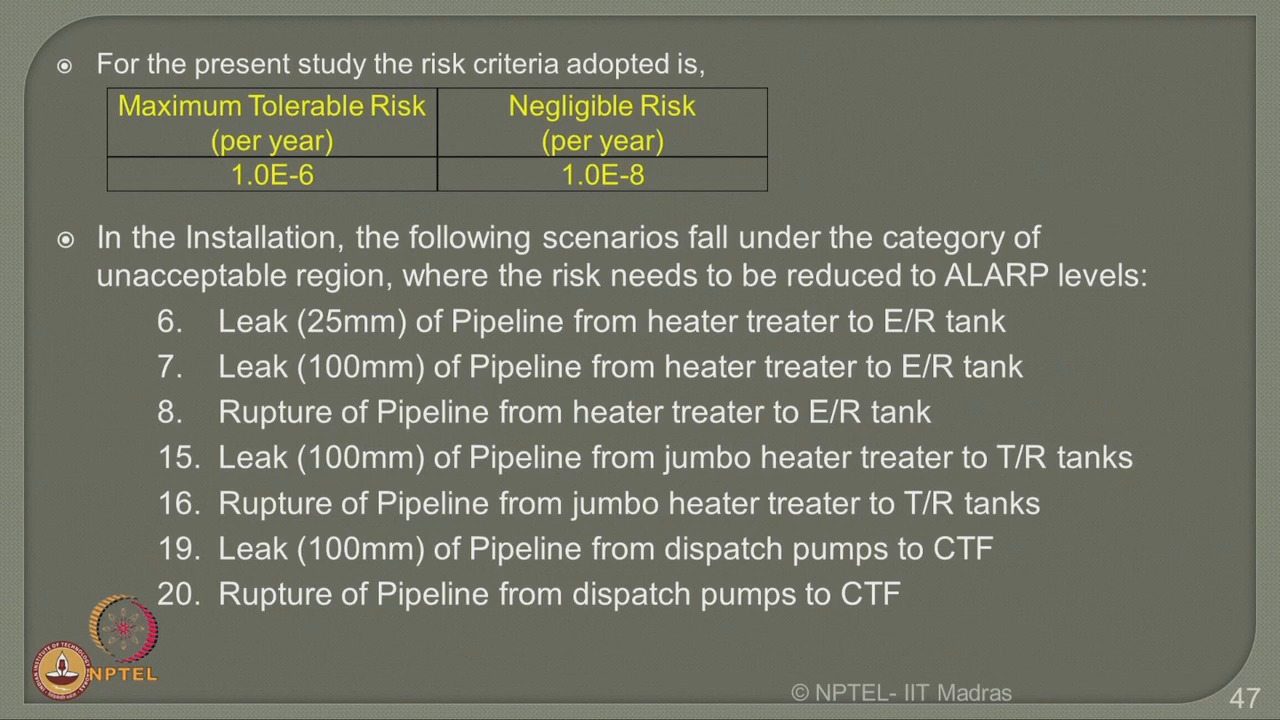 For the present study the risk criteria adopted is,
Maximum Tolerable Risk (per year)
Negligible Risk (per year)
1.0E-6
1.0E-8
In the Installation, the following scenarios fall under the category of
unacceptable region, where the risk needs to be reduced to ALARP levels:
6. Leak (25mm) of Pipeline from heater treater to E/R tank
7. Leak (100mm) of Pipeline from heater treater to E/R tank
8. Rupture of Pipeline from heater treater to E/R tank
15. Leak (100mm) of Pipeline from jumbo heater treater to T/R tanks
16. Rupture of Pipeline from jumbo heater treater to T/R tanks
19. Leak (100mm) of Pipeline from dispatch pumps to CTF
20. Rupture of Pipeline from dispatch pumps to CTF
NPTEL
© NPTEL- IIT Madras
47